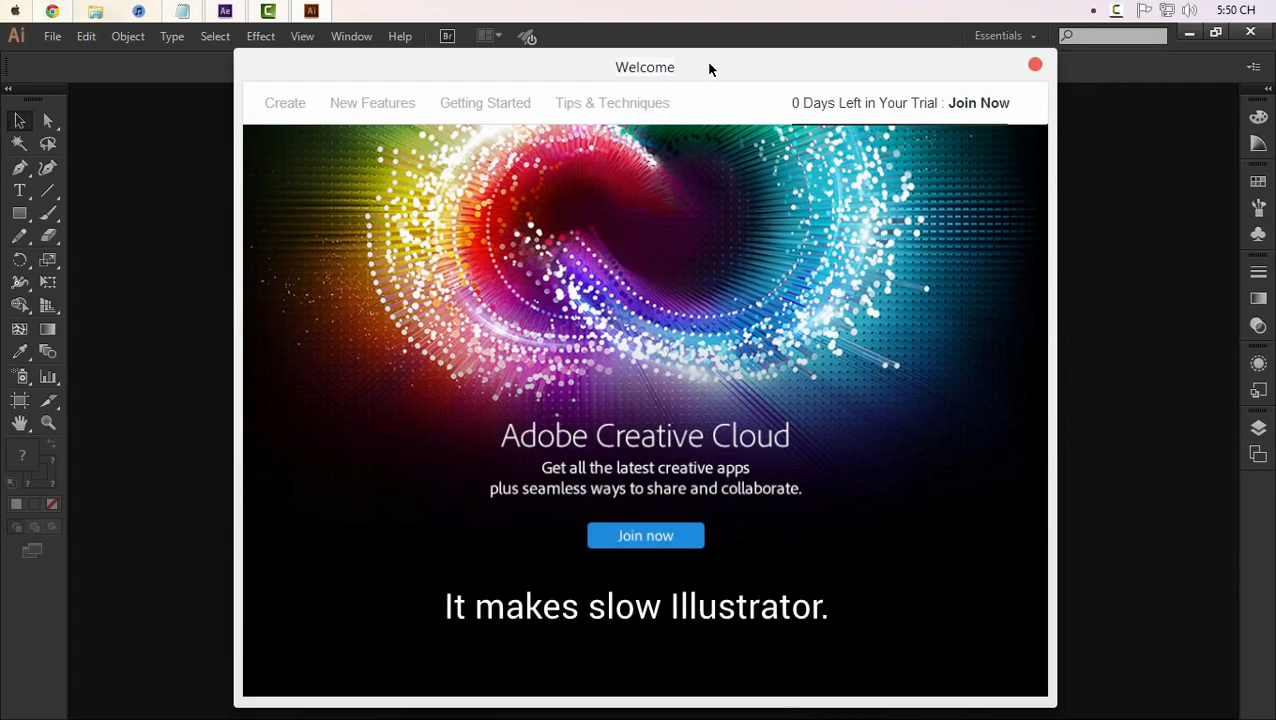 Ae
C
Ai
C
5:50 CH
Ai File Edit Object Type Select Effect View Window Help Br Essentials
Welcome
Create New Features Getting Started Tips & Techniques 0 Days Left in Your Trial : Join Now
T
Adobe Creative Cloud
Get all the latest creative apps
plus seamless ways to share and collaborate.
? ?
?
Join now
It makes slow Illustrator.